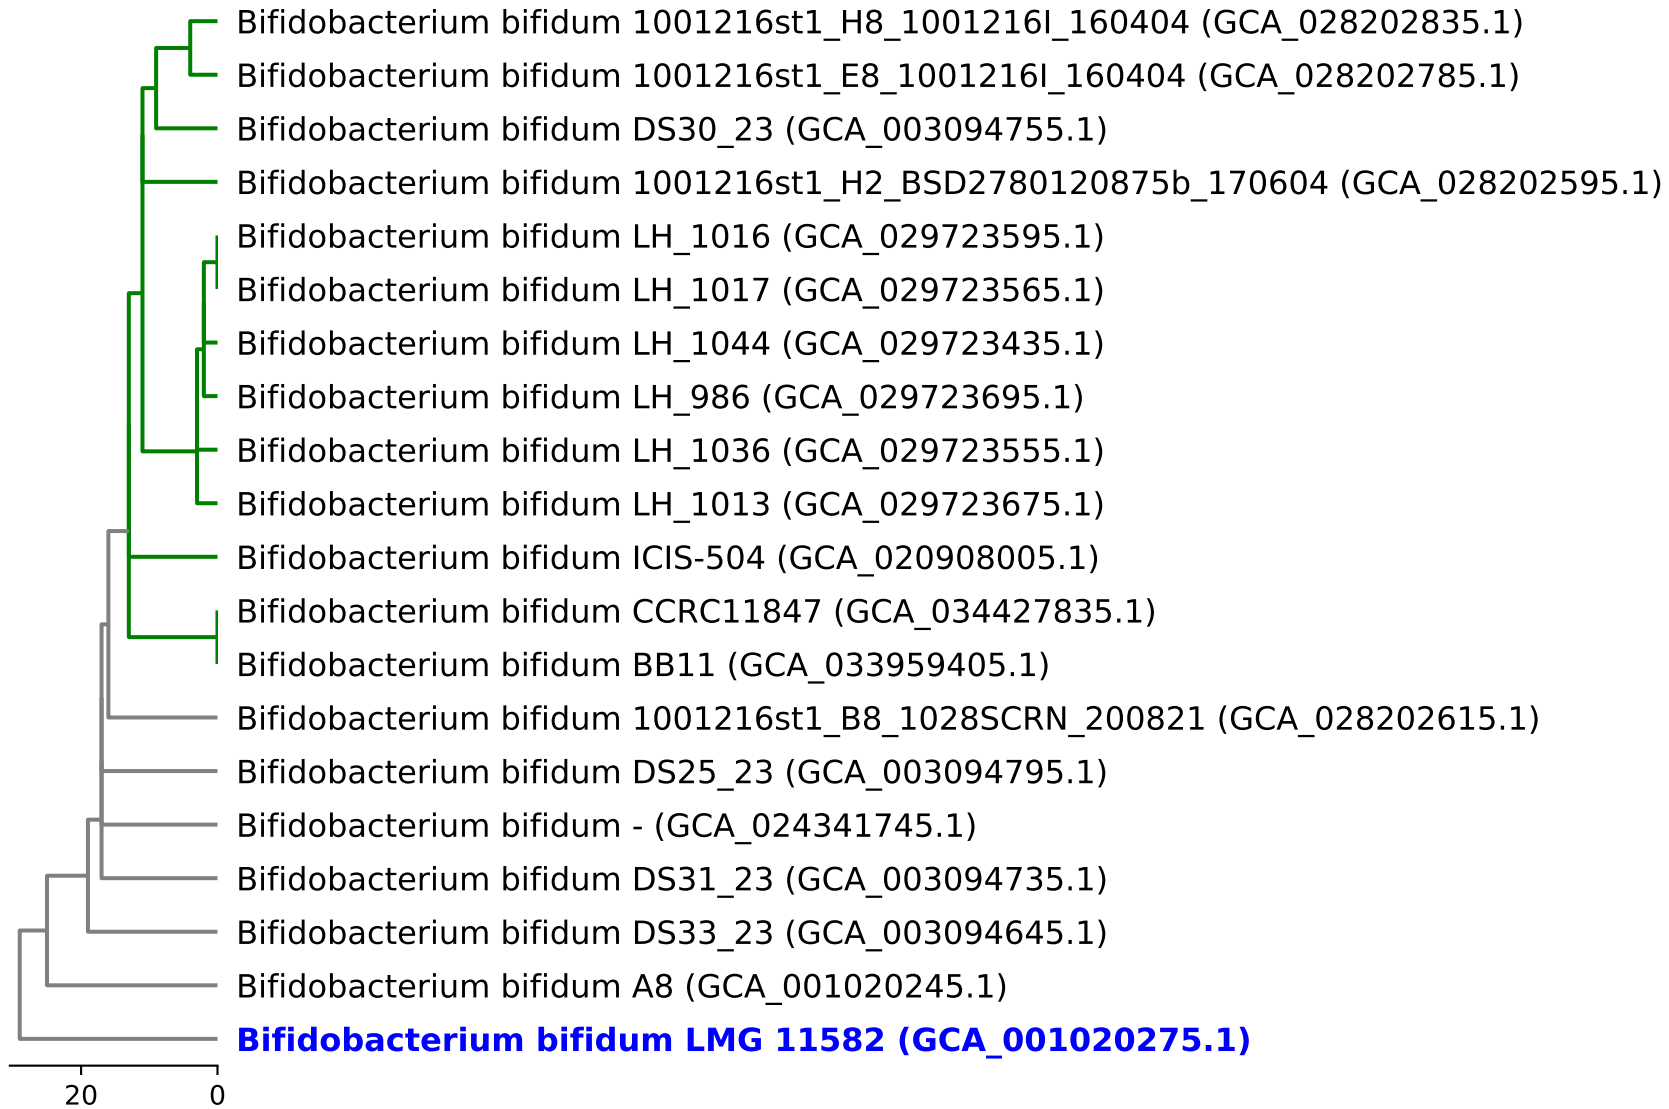 Bifidobacterium bifidum 1001216st1_H8_1001216I_160404 (GCA_028202835.1)
Bifidobacterium bifidum 1001216st1_E8_1001216I_160404 (GCA_028202785.1)
Bifidobacterium bifidum DS30_23 (GCA_003094755.1)
Bifidobacterium bifidum 1001216st1_H2_BSD2780120875b_170604 (GCA_028202595.1)
Bifidobacterium bifidum LH_1016 (GCA_029723595.1)
Bifidobacterium bifidum LH_1017 (GCA_029723565.1)
Bifidobacterium bifidum LH_1044 (GCA_029723435.1)
Bifidobacterium bifidum LH_986 (GCA_029723695.1)
Bifidobacterium bifidum LH_1036 (GCA_029723555.1)
Bifidobacterium bifidum LH_1013 (GCA_029723675.1)
Bifidobacterium bifidum ICIS-504 (GCA_020908005.1)
Bifidobacterium bifidum CCRC11847 (GCA_034427835.1)
Bifidobacterium bifidum BB11 (GCA_033959405.1)
Bifidobacterium bifidum 1001216st1_B8_1028SCRN_200821 (GCA_028202615.1)
Bifidobacterium bifidum DS25_23 (GCA_003094795.1)
Bifidobacterium bifidum - (GCA_024341745.1)
Bifidobacterium bifidum DS31_23 (GCA_003094735.1)
Bifidobacterium bifidum DS33_23 (GCA_003094645.1)
Bifidobacterium bifidum A8 (GCA_001020245.1)
Bifidobacterium bifidum LMG 11582 (GCA_001020275.1)
20 0